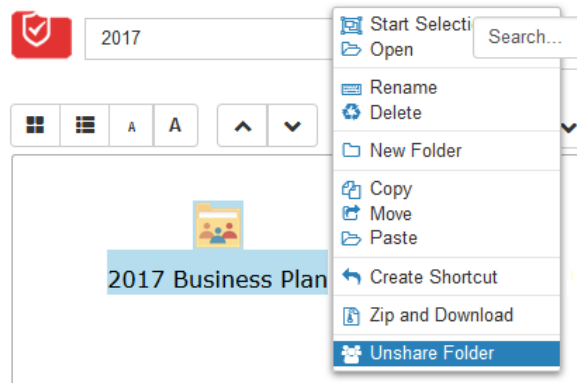 2017
Start Selecti
Search...
Open
Rename
Delete
A A
New Folder
Copy
Move
Paste
Create Shortcut
2017 Business Plan
Zip and Download
Unshare Folder